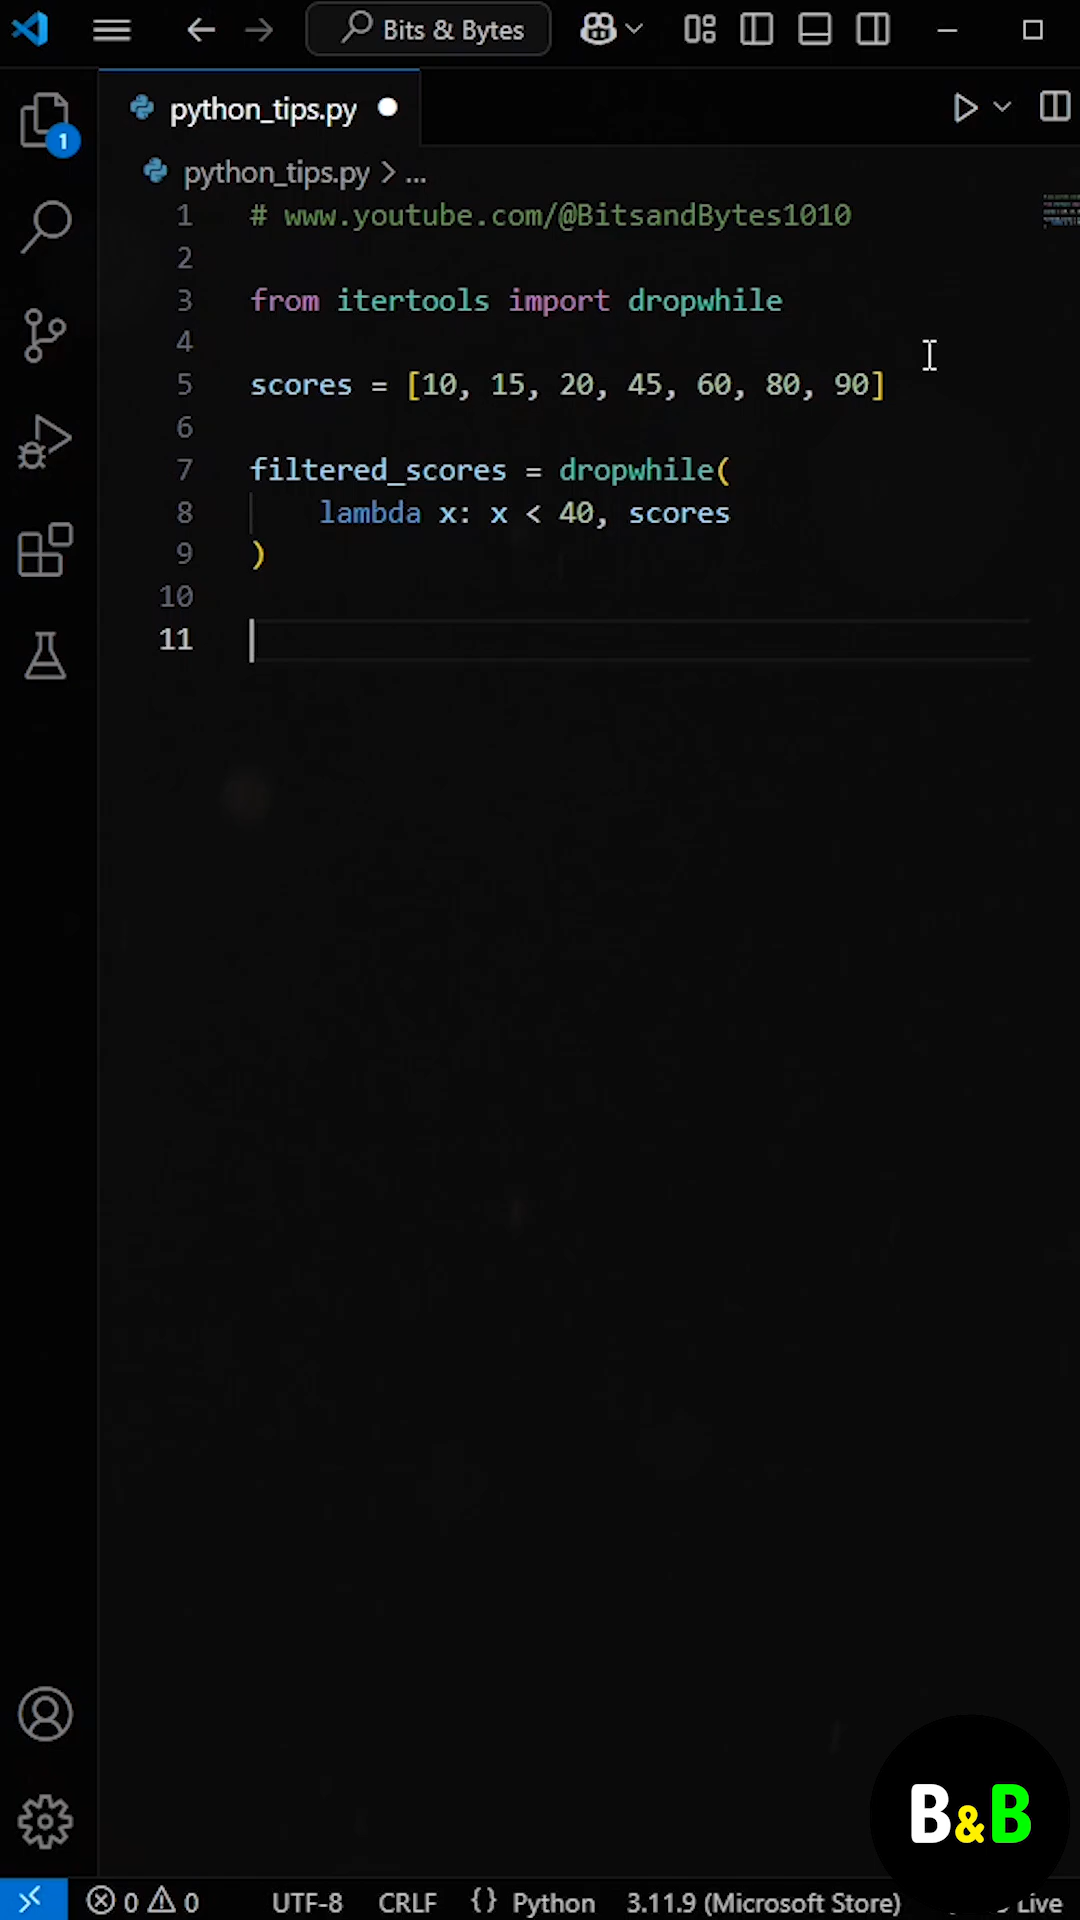 Bits & Bytes
python_tips.py
1
python_tips.py > ...
1 # www.youtube.com/@BitsandBytes1010
2
3 from itertools import dropwhile
4
5 scores = [10, 15, 20, 45, 60, 80, 90]
6
7 filtered_scores = dropwhile(
8 lambda x: x < 40, scores
9 )
10
11
B&B
0 0 UTF-8 CRLF {} Python 3.11.9 (Microsoft Store) Live